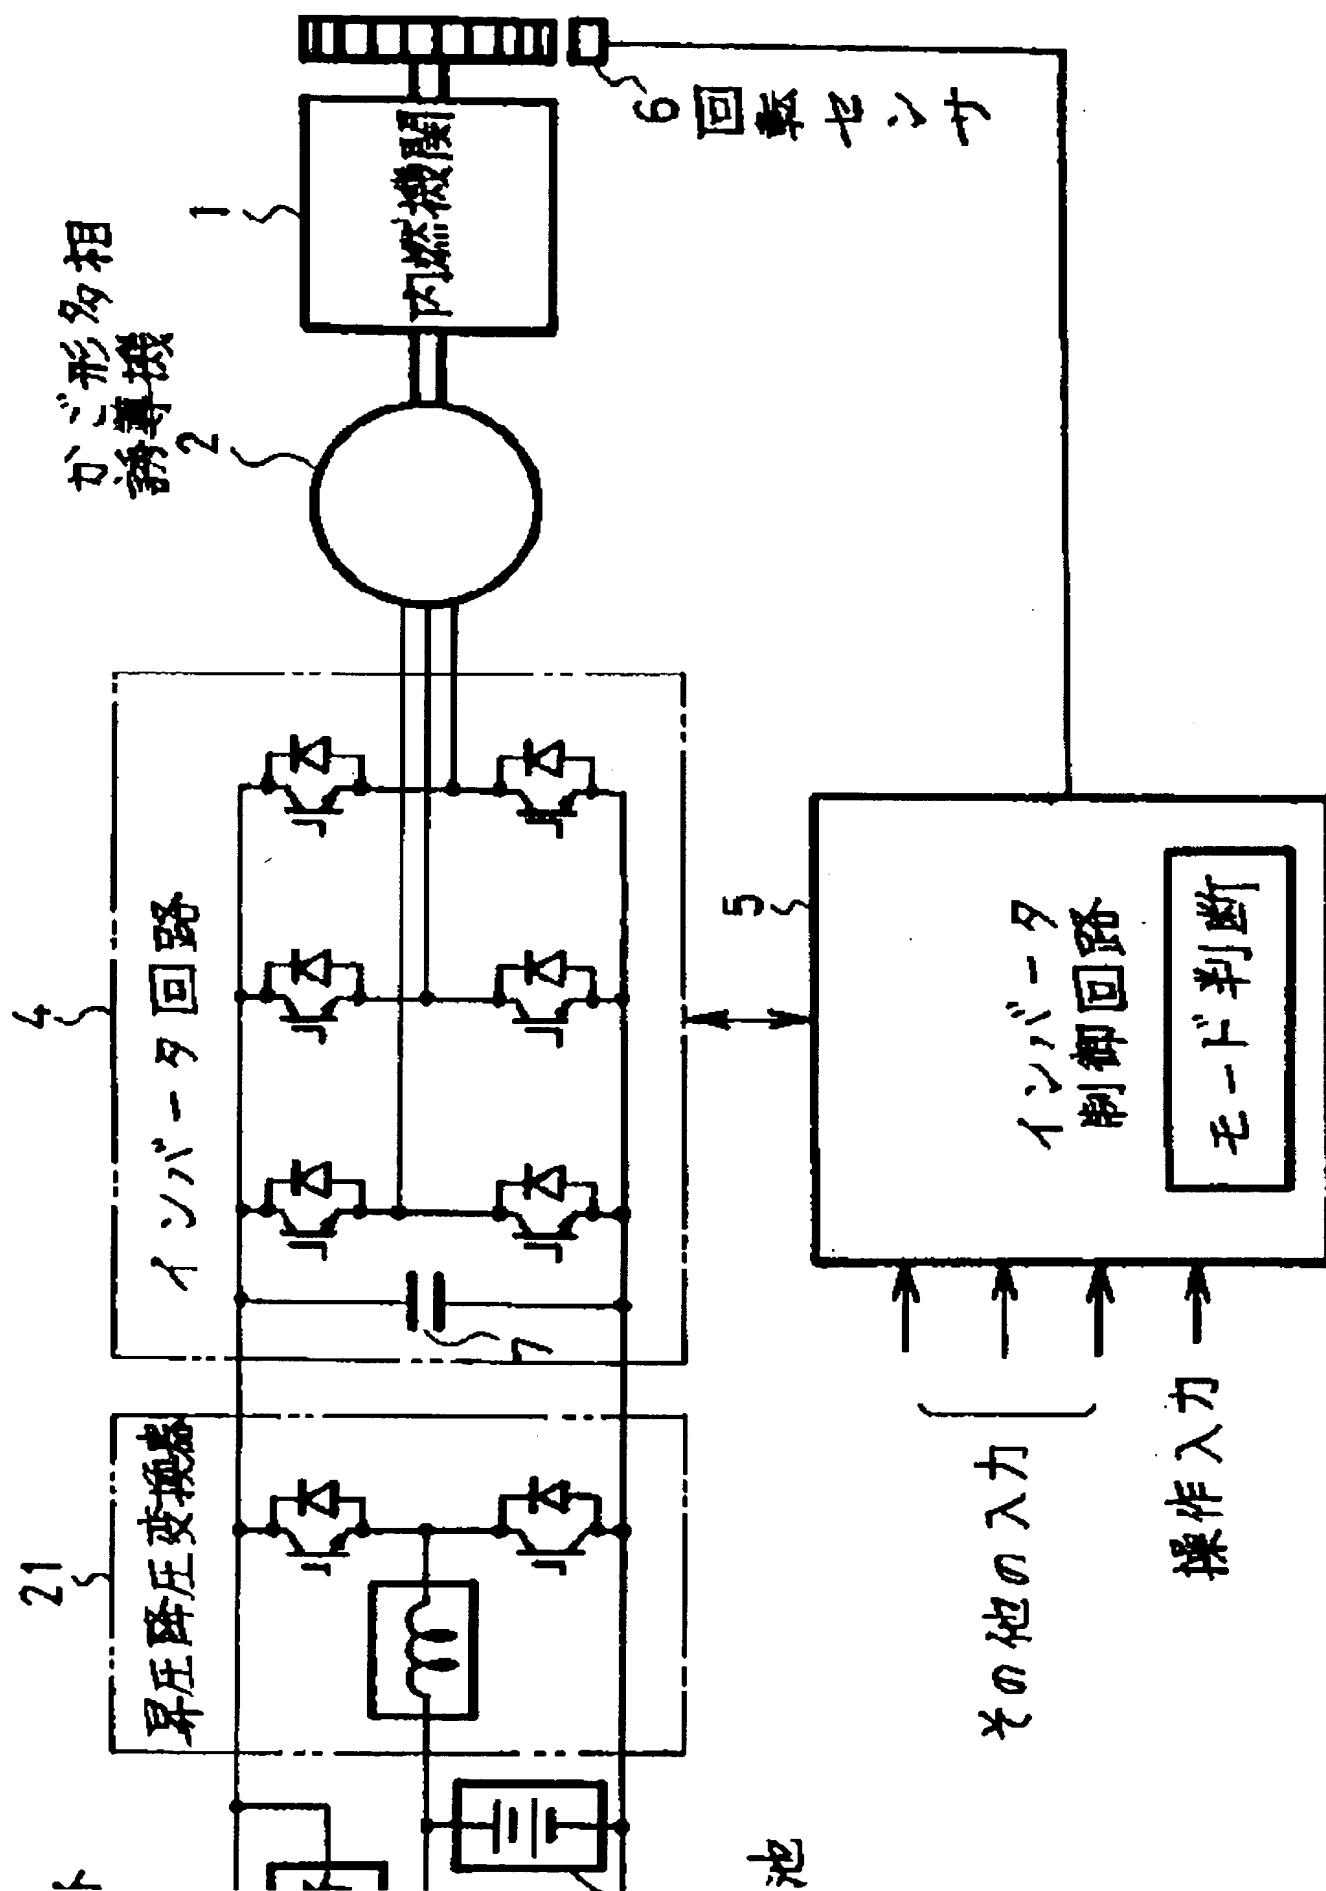 6 回転センサ
内燃機関
1
かご形多相
誘導機
2
4
インバータ回路
7
5
インバータ
制御回路
モード判断
21
昇圧降圧変換器
その他の入力
操作入力
池